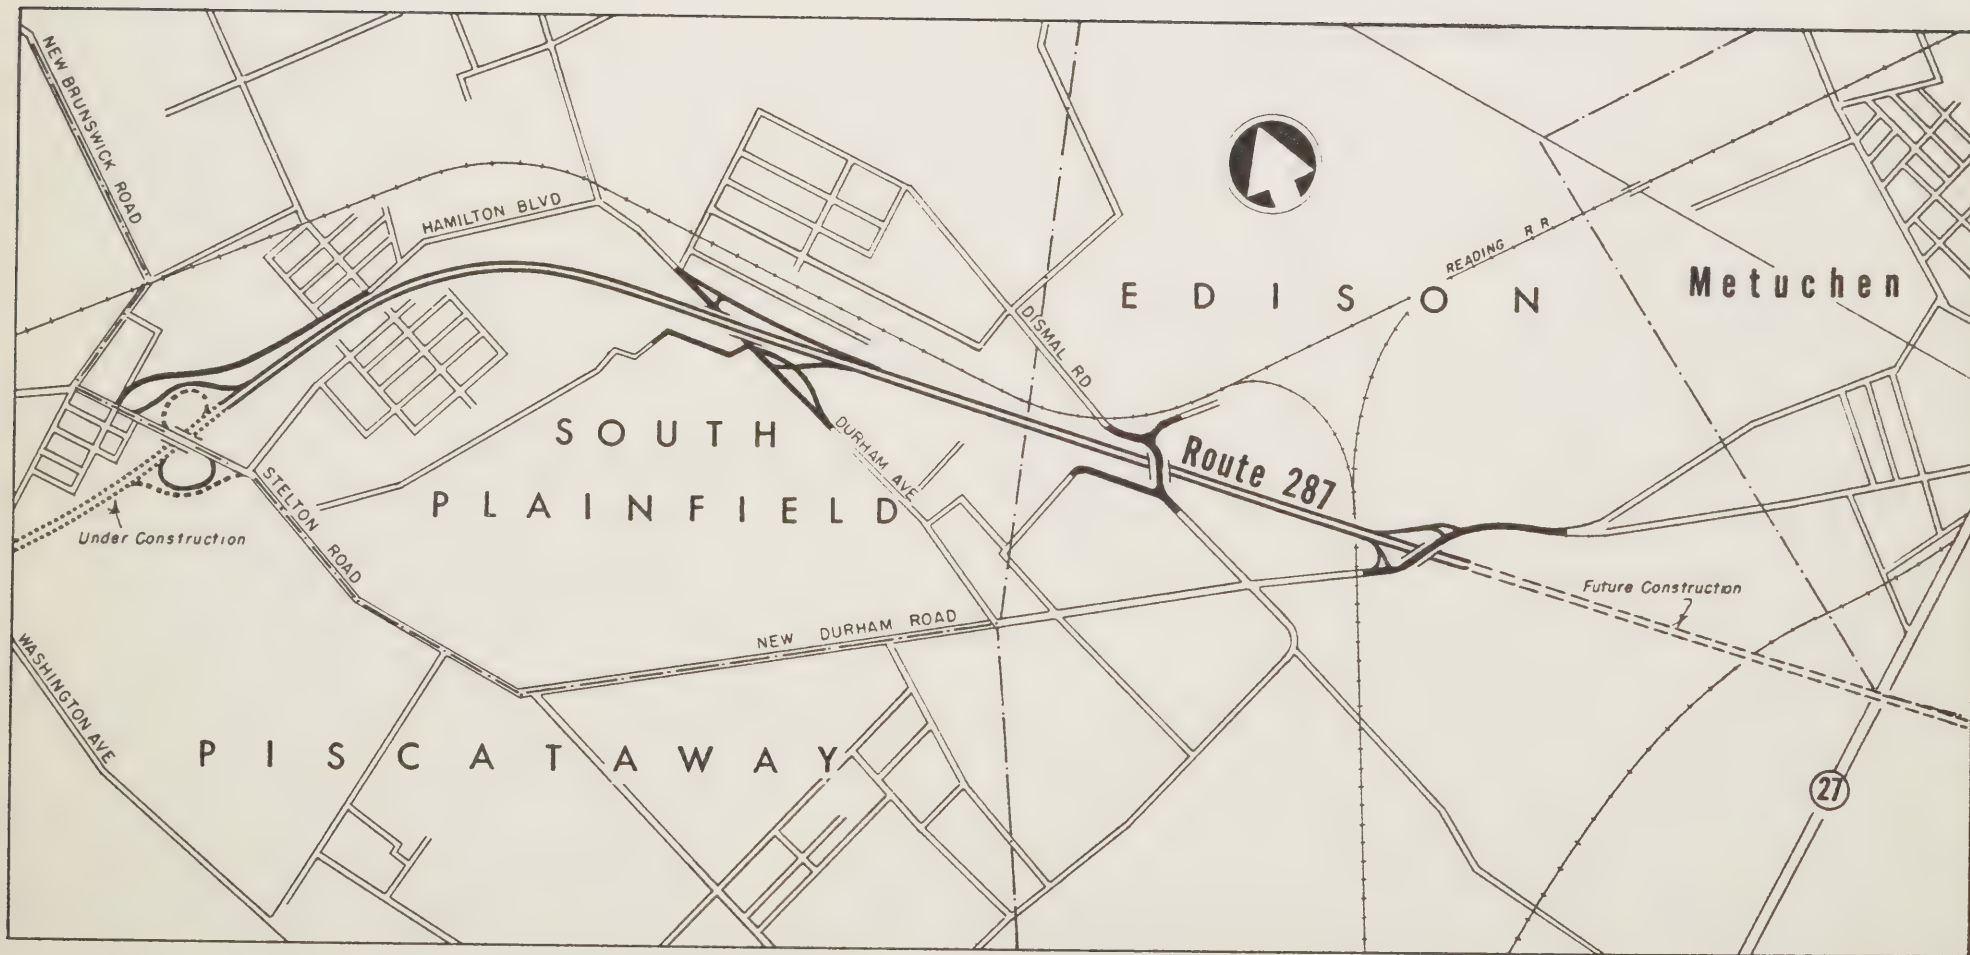 NEW BRUNSWICK ROAD
HAMILTON BLVD
READING R R
EDISON
Metuchen
DISMAL RD
SOUTH
PLAINFIELD
DURHAM AVE
Route 287
STELTON ROAD
Under Construction
Future Construction
NEW DURHAM ROAD
WASHINGTON AVE
PISCATAWAY
27